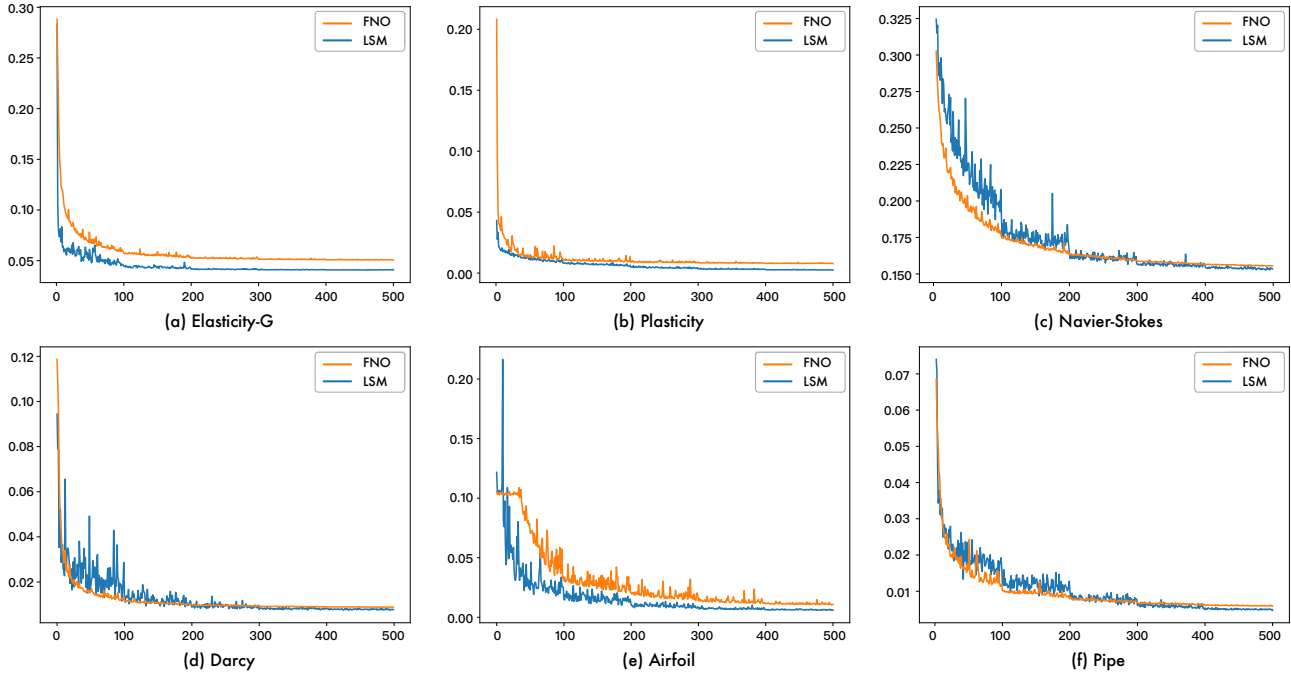 0.30
0.25
0.20
0.15
0.10
0.05
0 100 200 300 400 500
FNO
LSM
(a) Elasticity-G
0.20
0.15
0.10
0.05
0.00
0 100 200 300 400 500
FNO
LSM
(b) Plasticity
0.325
0.300
0.275
0.250
0.225
0.200
0.175
0.150
0 100 200 300 400 500
FNO
LSM
(c) Navier-Stokes
0.12
0.10
0.08
0.06
0.04
0.02
0 100 200 300 400 500
FNO
LSM
(d) Darcy
0.20
0.15
0.10
0.05
0.00
0 100 200 300 400 500
FNO
LSM
(e) Airfoil
0.07
0.06
0.05
0.04
0.03
0.02
0.01
0 100 200 300 400 500
FNO
LSM
(f) Pipe